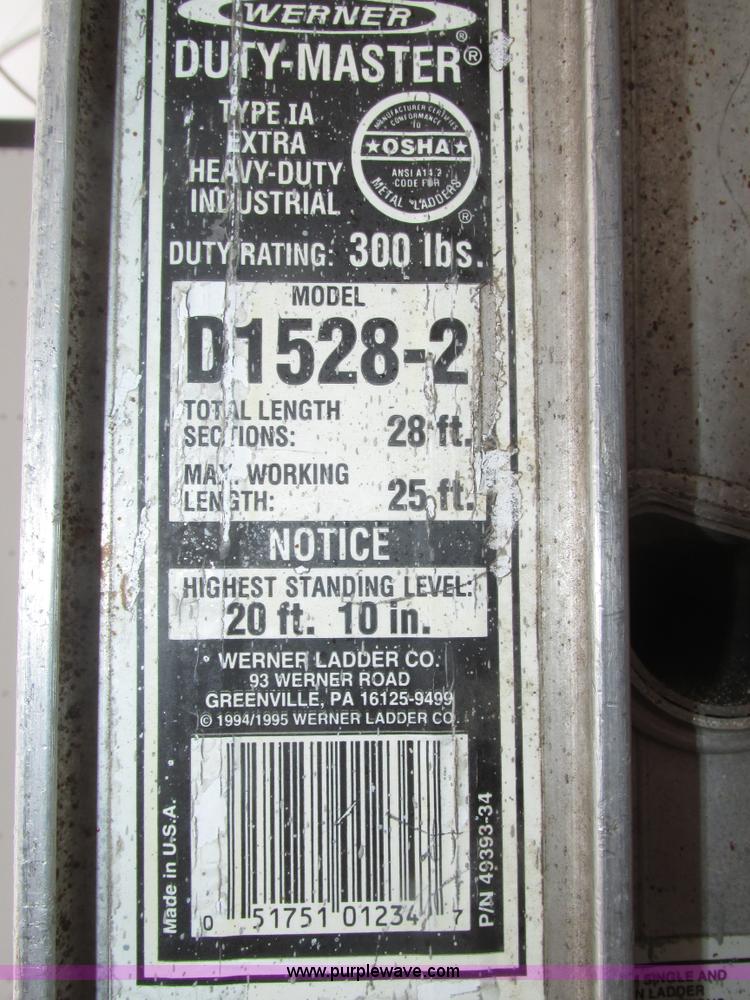 WERNER®
DUTY-MASTER®
TYPE IA
EXTRA
HEAVY-DUTY
INDUSTRIAL
MANUFACTURER CERTIFIES
CONFORMANCE
TO
★OSHA★
ANSI A14.2
CODE FOR
METAL LADDERS
®
DUTY RATING: 300 lbs.
MODEL
D1528-2
TOTAL LENGTH
SECTIONS: 28 ft.
MAX. WORKING
LENGTH: 25 ft.
NOTICE
HIGHEST STANDING LEVEL:
20 ft. 10 in.
WERNER LADDER CO.
93 WERNER ROAD
GREENVILLE, PA 16125-9499
© 1994/1995 WERNER LADDER CO.
Made in U.S.A.
P/N 49393-34
0 51751 01234 7
www.purplewave.com
SINGLE AND
LADDER